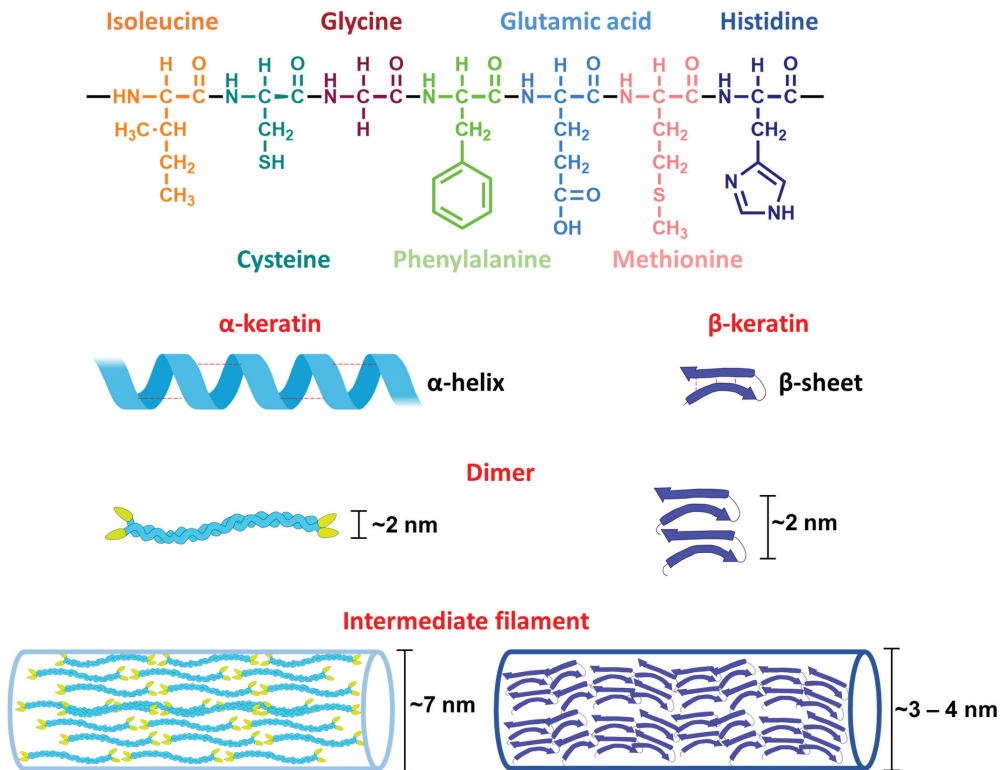 Isoleucine Glycine Glutamic acid Histidine
H O H O H O H O H O H O H O
HN C C N C C N C C N C C N C C N C C N C C
H H H H H H
H₃C CH CH₂ H CH₂ CH₂ CH₂ CH₂
CH₂ SH CH₂ CH₂ N
CH₃ C O S NH
OH CH₃
Cysteine Phenylalanine Methionine
α-keratin β-keratin
α-helix β-sheet
Dimer
~2 nm ~2 nm
Intermediate filament
~7 nm ~3 – 4 nm